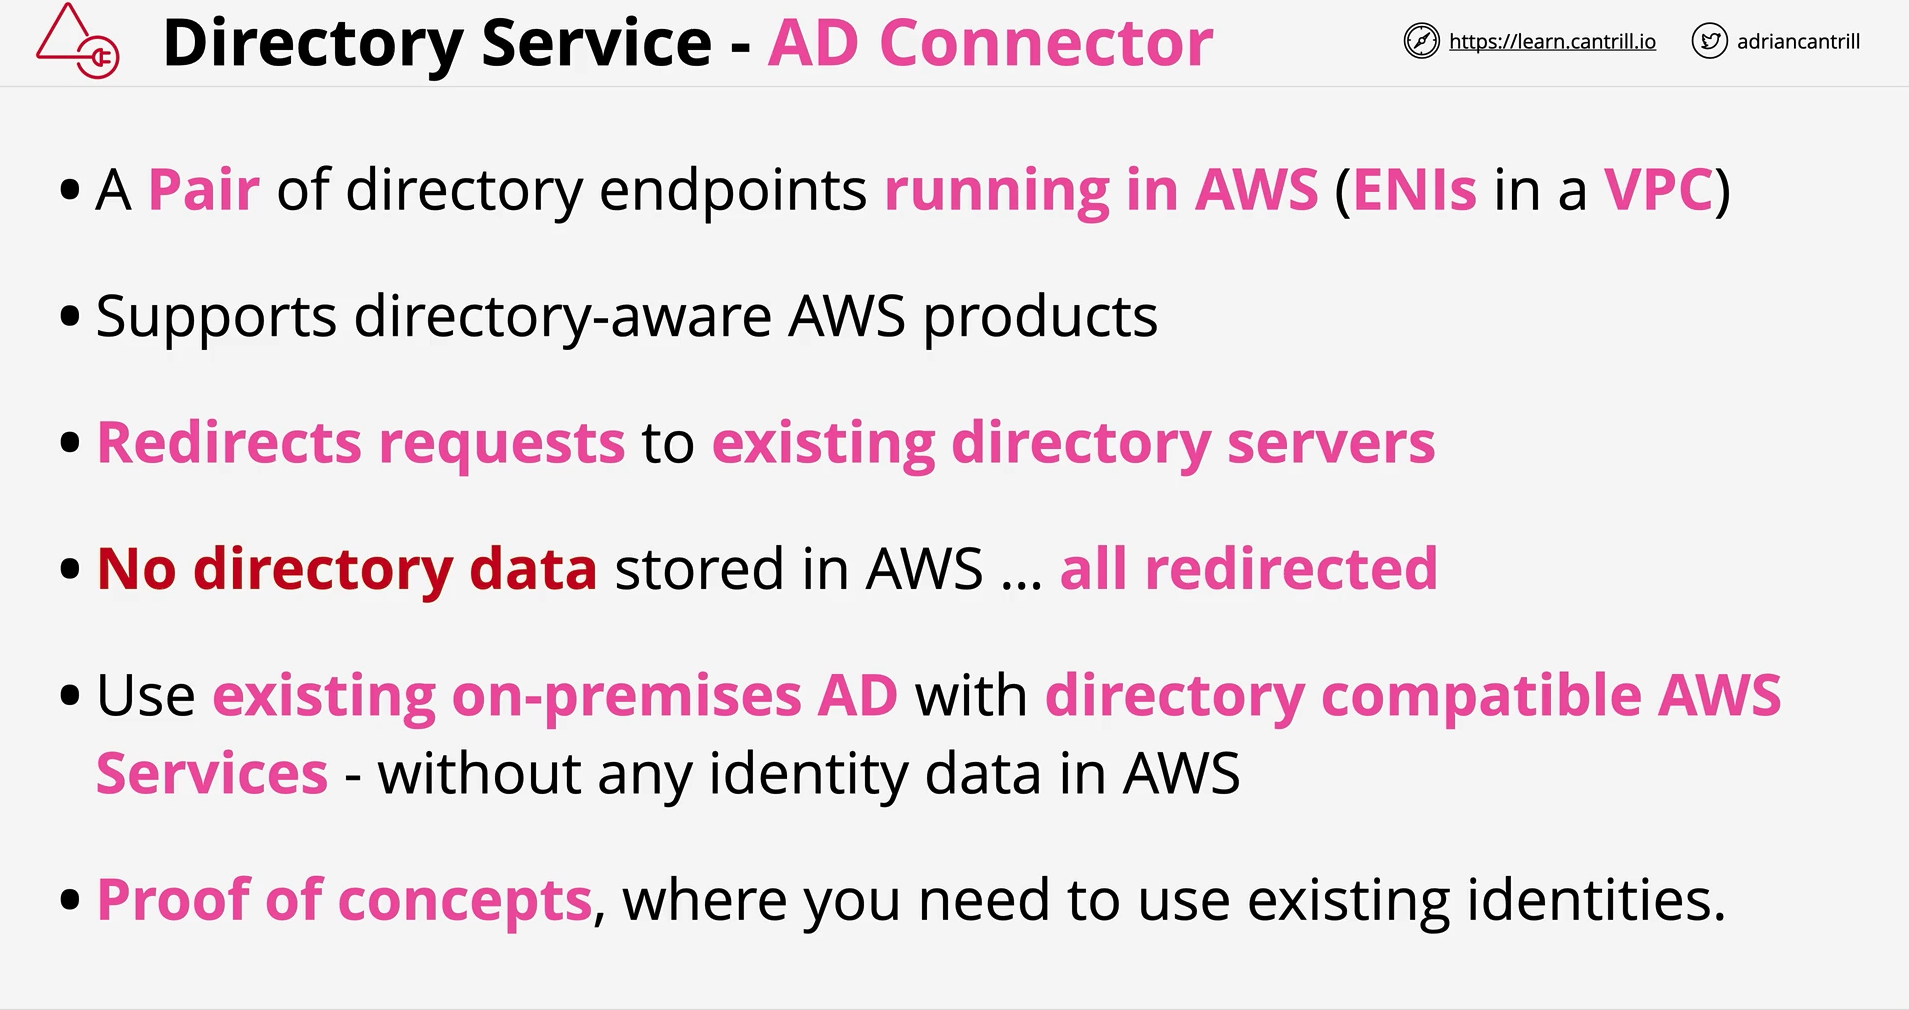 Directory Service - AD Connector
https://learn.cantrill.io
adriancantrill
• A Pair of directory endpoints running in AWS (ENIs in a VPC)
• Supports directory-aware AWS products
• Redirects requests to existing directory servers
• No directory data stored in AWS ... all redirected
• Use existing on-premises AD with directory compatible AWS
Services - without any identity data in AWS
• Proof of concepts, where you need to use existing identities.